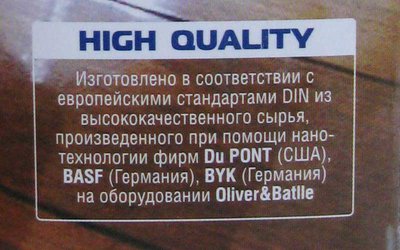 HIGH QUALITY
Изготовлено в соответствии с
европейскими стандартами DIN из
высококачественного сырья,
произведенного при помощи нано-
технологии фирм Du PONT (США),
BASF (Германия), BYK (Германия)
на оборудовании Oliver&Batlle